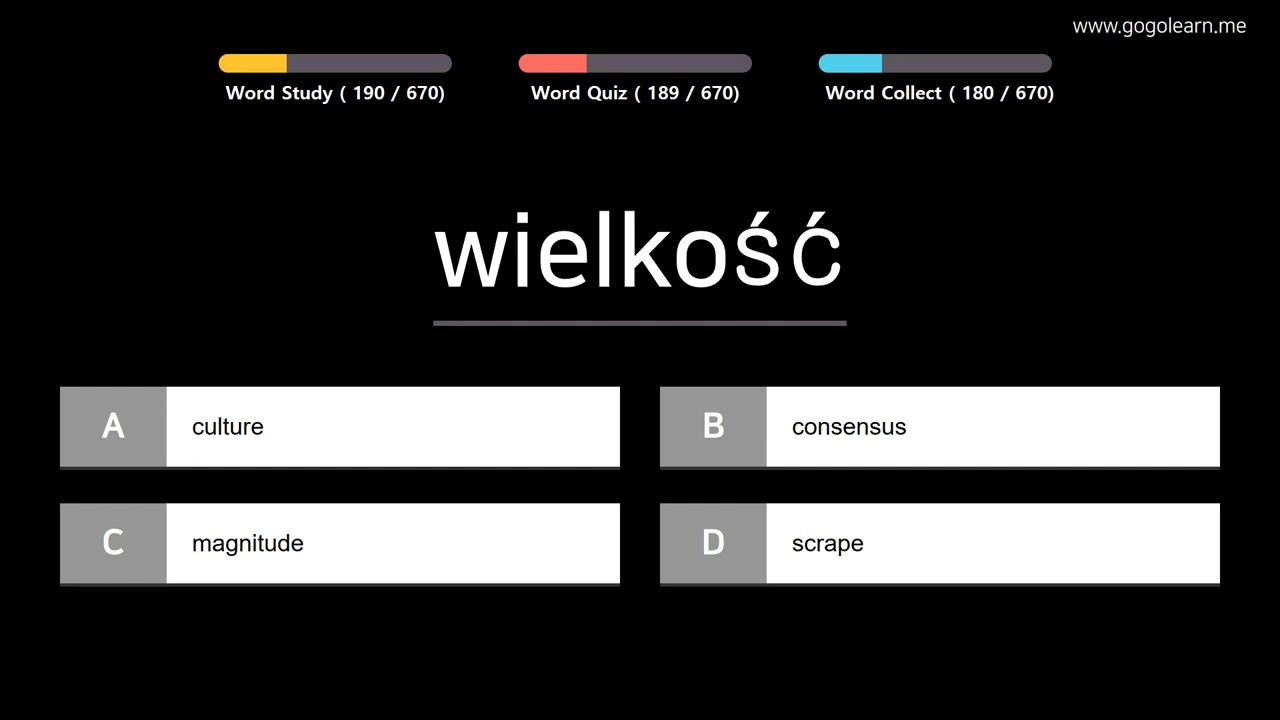 www.gogolearn.me
Word Study ( 190 / 670)
Word Quiz ( 189 / 670)
Word Collect ( 180 / 670)
wielkość
A culture
B consensus
C magnitude
D scrape